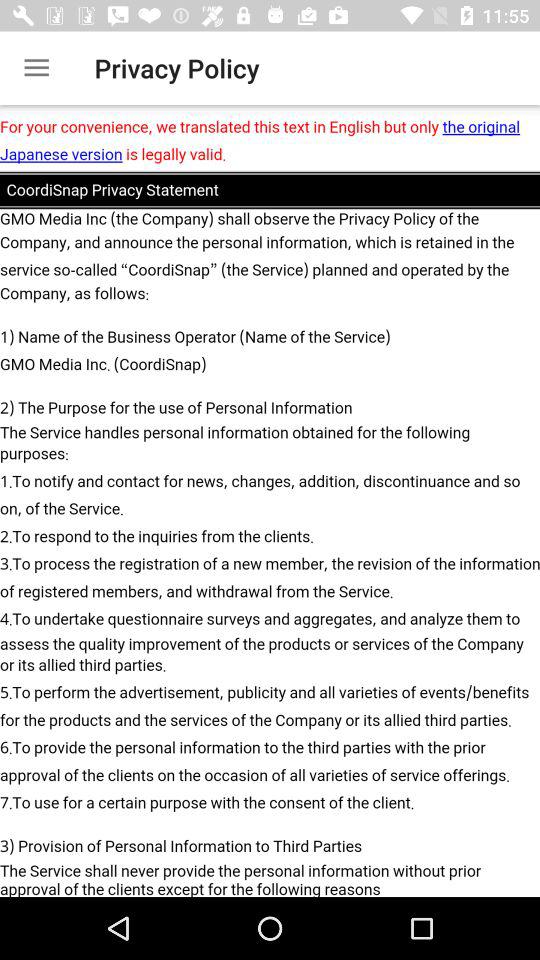 11:55
Privacy Policy
For your convenience, we translated this text in English but only the original
Japanese version is legally valid.
CoordiSnap Privacy Statement
GMO Media Inc (the Company) shall observe the Privacy Policy of the
Company, and announce the personal information, which is retained in the
service so-called “CoordiSnap” (the Service) planned and operated by the
Company, as follows:
1) Name of the Business Operator (Name of the Service)
GMO Media Inc. (CoordiSnap)
2) The Purpose for the use of Personal Information
The Service handles personal information obtained for the following
purposes:
1.To notify and contact for news, changes, addition, discontinuance and so
on, of the Service.
2.To respond to the inquiries from the clients.
3.To process the registration of a new member, the revision of the information
of registered members, and withdrawal from the Service.
4.To undertake questionnaire surveys and aggregates, and analyze them to
assess the quality improvement of the products or services of the Company
or its allied third parties.
5.To perform the advertisement, publicity and all varieties of events/benefits
for the products and the services of the Company or its allied third parties.
6.To provide the personal information to the third parties with the prior
approval of the clients on the occasion of all varieties of service offerings.
7.To use for a certain purpose with the consent of the client.
3) Provision of Personal Information to Third Parties
The Service shall never provide the personal information without prior
approval of the clients except for the following reasons